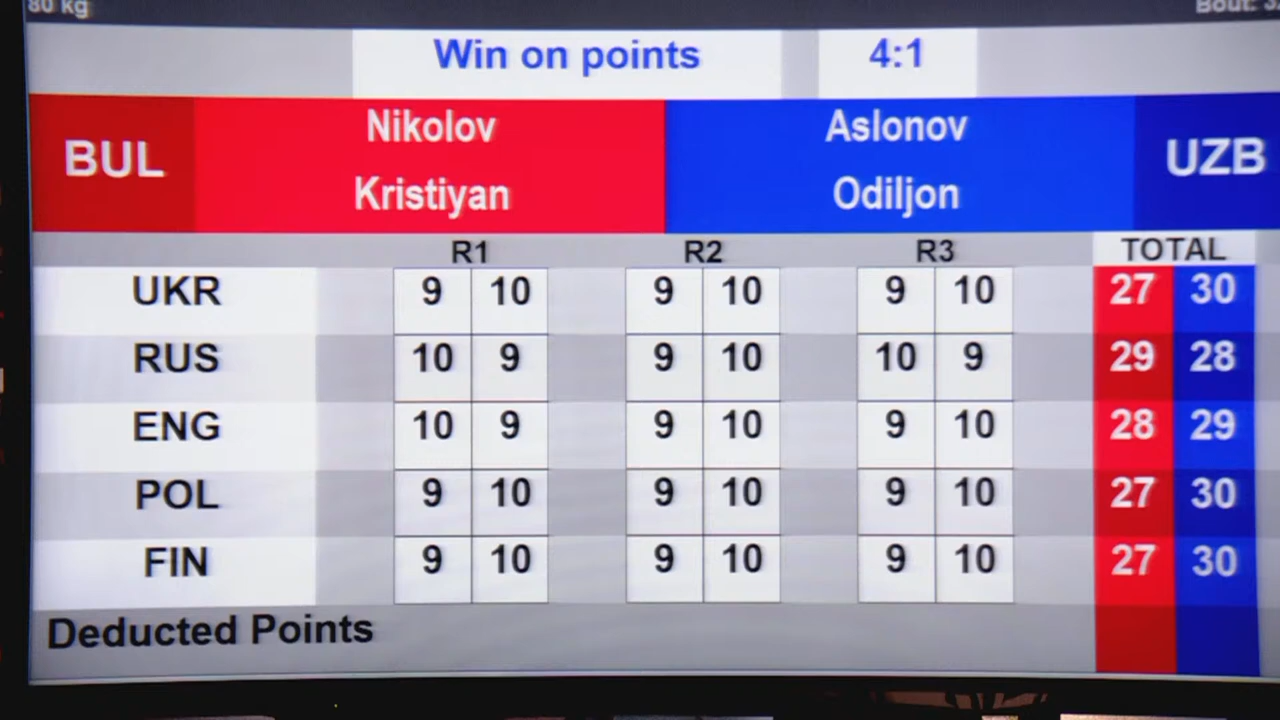 80 kg Bout:
Win on points 4:1
BUL Nikolov Kristiyan Aslonov Odiljon UZB
R1 R2 R3 TOTAL
UKR 9 10 9 10 9 10 27 30
RUS 10 9 9 10 10 9 29 28
ENG 10 9 9 10 9 10 28 29
POL 9 10 9 10 9 10 27 30
FIN 9 10 9 10 9 10 27 30
Deducted Points